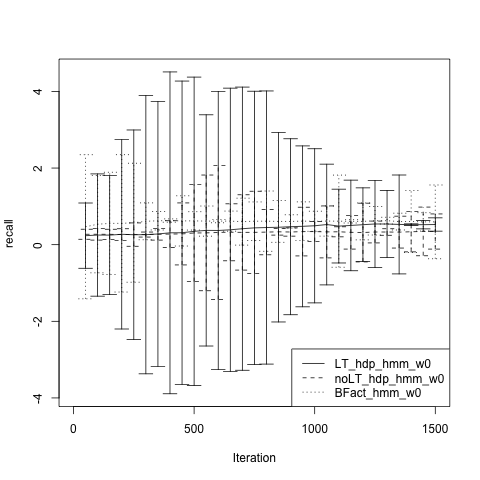 4
2
0
-2
-4
recall
LT_hdp_hmm_w0
noLT_hdp_hmm_w0
BFact_hmm_w0
0
500
1000
1500
Iteration